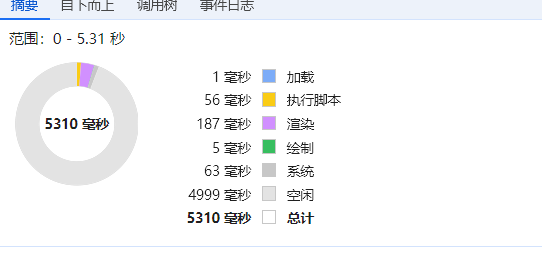 摘要 自下而上 调用树 事件日志
范围：0 - 5.31 秒
5310 毫秒
1 毫秒 加载
56 毫秒 执行脚本
187 毫秒 渲染
5 毫秒 绘制
63 毫秒 系统
4999 毫秒 空闲
5310 毫秒 总计